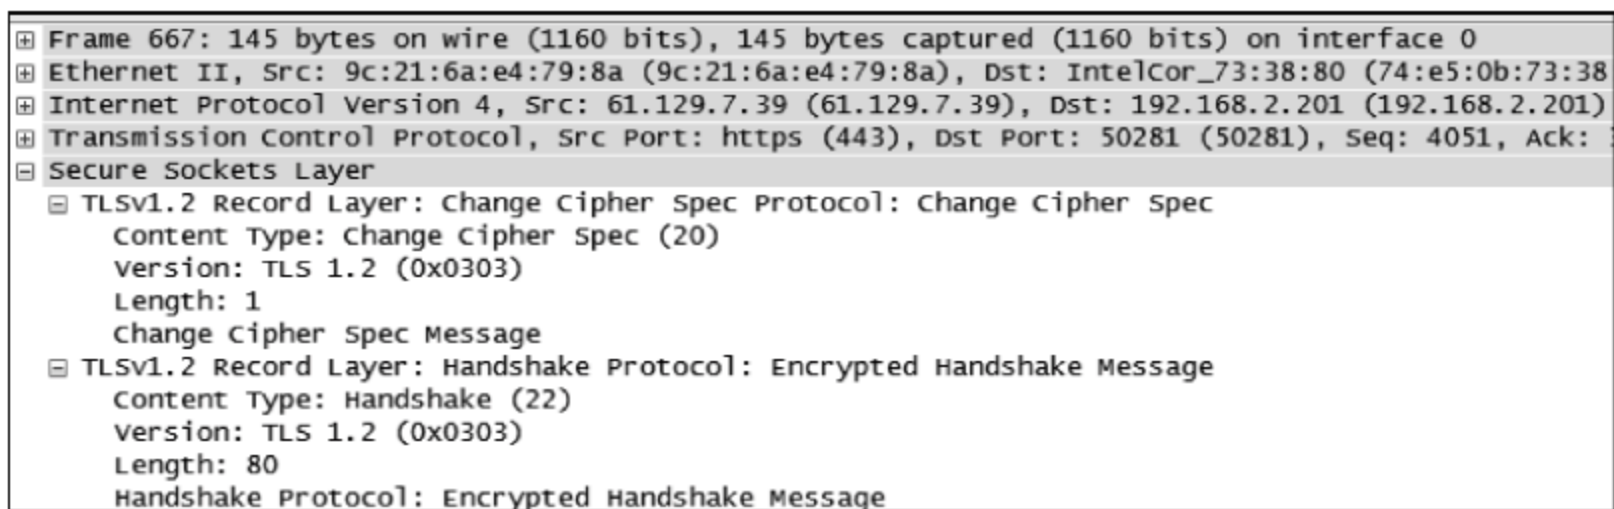 Frame 667: 145 bytes on wire (1160 bits), 145 bytes captured (1160 bits) on interface 0
Ethernet II, Src: 9c:21:6a:e4:79:8a (9c:21:6a:e4:79:8a), Dst: IntelCor_73:38:80 (74:e5:0b:73:38
Internet Protocol Version 4, Src: 61.129.7.39 (61.129.7.39), Dst: 192.168.2.201 (192.168.2.201)
Transmission Control Protocol, Src Port: https (443), Dst Port: 50281 (50281), Seq: 4051, Ack:
Secure Sockets Layer
TLSv1.2 Record Layer: Change Cipher Spec Protocol: Change Cipher Spec
Content Type: Change Cipher Spec (20)
Version: TLS 1.2 (0x0303)
Length: 1
Change Cipher Spec Message
TLSv1.2 Record Layer: Handshake Protocol: Encrypted Handshake Message
Content Type: Handshake (22)
Version: TLS 1.2 (0x0303)
Length: 80
Handshake Protocol: Encrypted Handshake Message